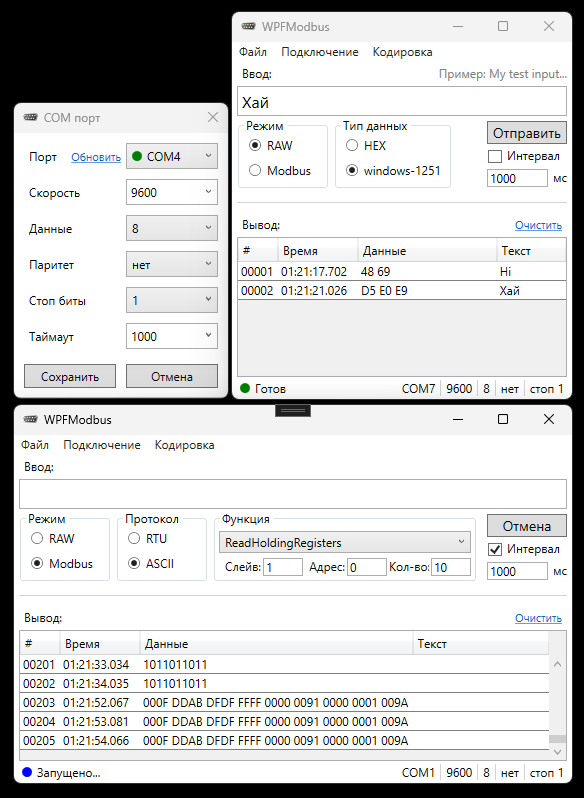 WPFModbus
Файл Подключение Кодировка
Ввод: Пример: My test input...
Хай
Режим
RAW
Modbus
Тип данных
HEX
windows-1251
Отправить
Интервал
1000 мс
Вывод: Очистить
# Время Данные Текст
00001 01:21:17.702 48 69 Hi
00002 01:21:21.026 D5 E0 E9 Хай
Готов COM7 9600 8 нет стоп 1
COM порт
Порт Обновить COM4
Скорость 9600
Данные 8
Паритет нет
Стоп биты 1
Таймаут 1000
Сохранить Отмена
WPFModbus
Файл Подключение Кодировка
Ввод:
Режим
RAW
Modbus
Протокол
RTU
ASCII
Функция
ReadHoldingRegisters
Слейв: 1 Адрес: 0 Кол-во: 10
Отмена
Интервал
1000 мс
Вывод: Очистить
# Время Данные Текст
00201 01:21:33.034 1011011011
00202 01:21:34.035 1011011011
00203 01:21:52.067 000F DDAB DFDF FFFF 0000 0091 0000 0001 009A
00204 01:21:53.081 000F DDAB DFDF FFFF 0000 0091 0000 0001 009A
00205 01:21:54.066 000F DDAB DFDF FFFF 0000 0091 0000 0001 009A
Запущено... COM1 9600 8 нет стоп 1